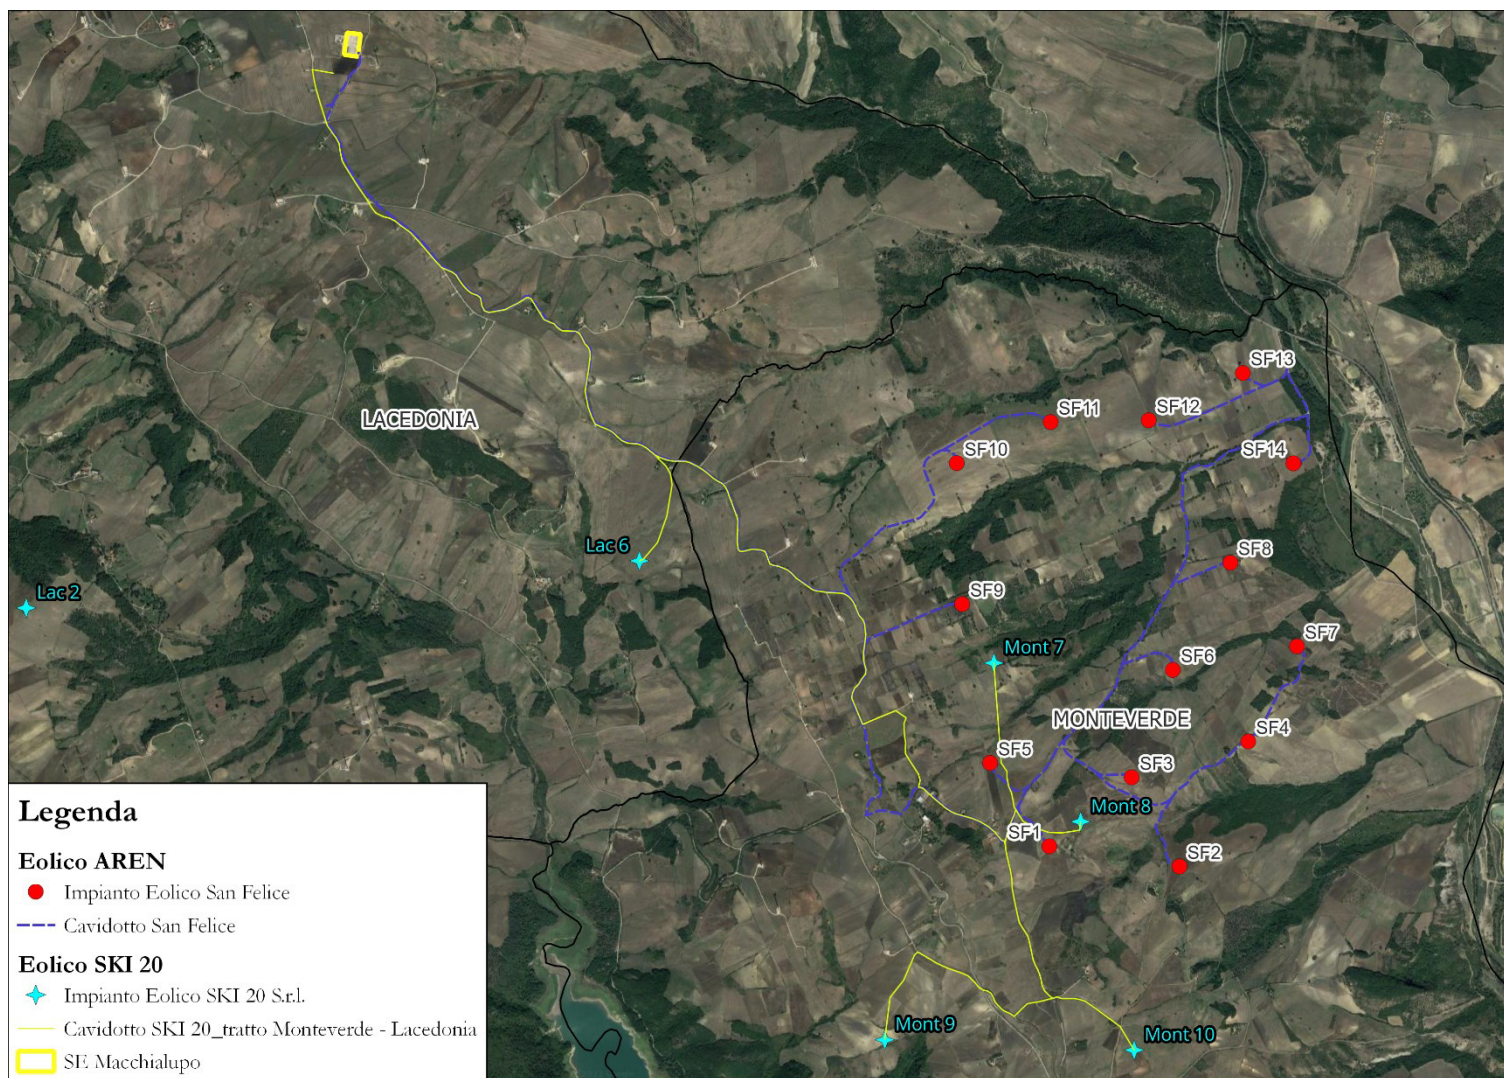 SF13
LACEDONIA
SF11
SF12
SF10
SF14
Lac 6
SF8
Lac 2
SF9
SF7
Mont 7
SF6
MONTEVERDE
SF4
SF5
SF3
Mont 8
SF1
SF2
Mont 9
Mont 10
Legenda
Eolico AREN
Impianto Eolico San Felice
Cavidotto San Felice
Eolico SKI 20
Impianto Eolico SKI 20 S.r.l.
Cavidotto SKI 20_tratto Monteverde - Lacedonia
SE Macchialupo